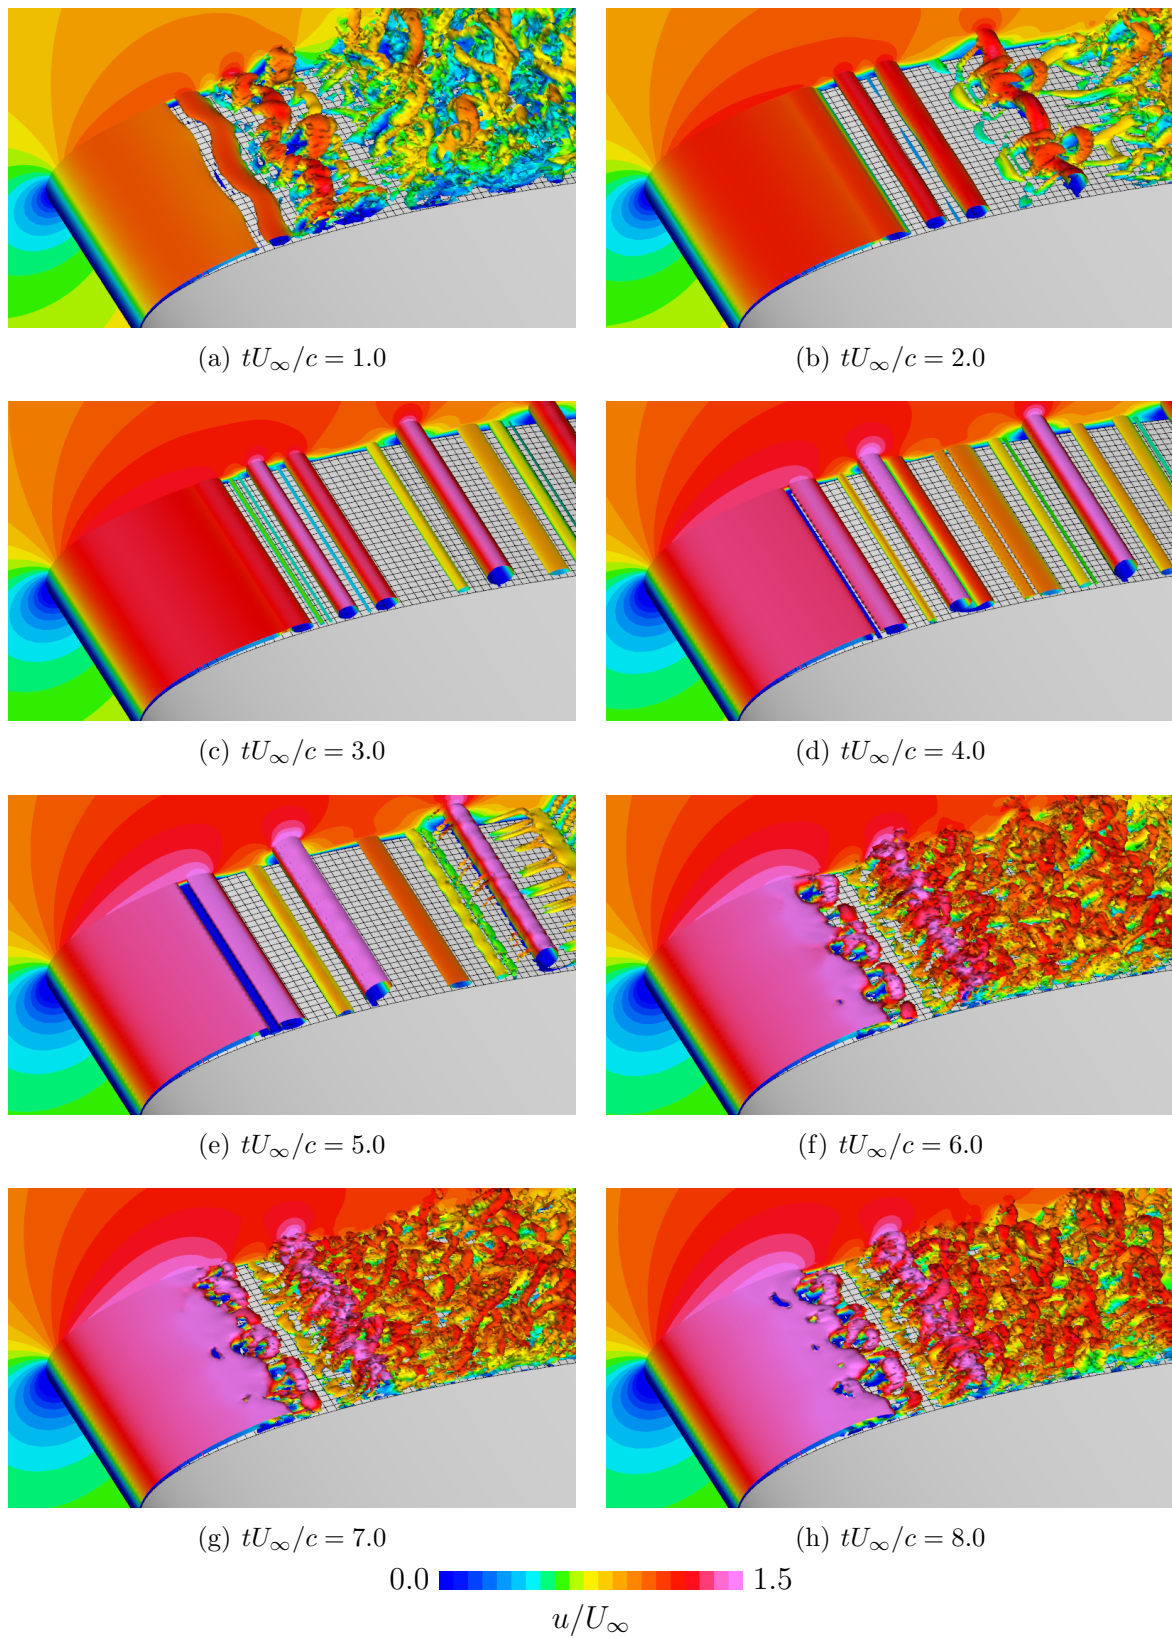 (a) tU∞/c = 1.0
(b) tU∞/c = 2.0
(c) tU∞/c = 3.0
(d) tU∞/c = 4.0
(e) tU∞/c = 5.0
(f) tU∞/c = 6.0
(g) tU∞/c = 7.0
(h) tU∞/c = 8.0
0.0 1.5
u/U∞